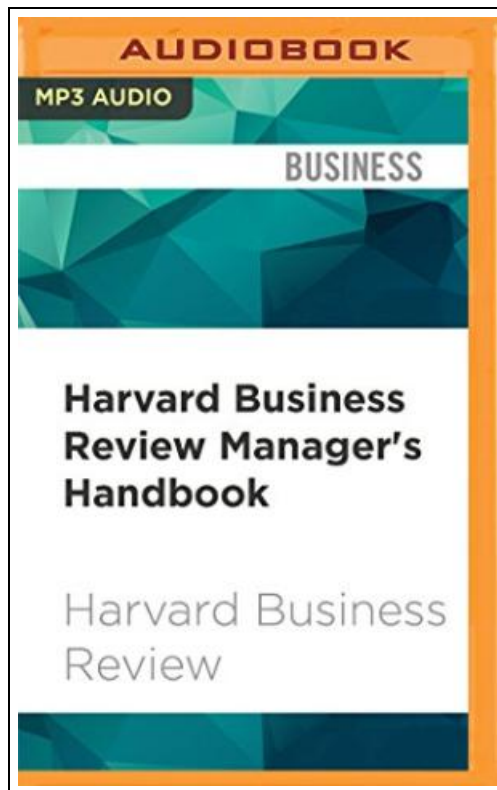 AUDIOBOOK
MP3 AUDIO
BUSINESS
Harvard Business
Review Manager's
Handbook
Harvard Business
Review